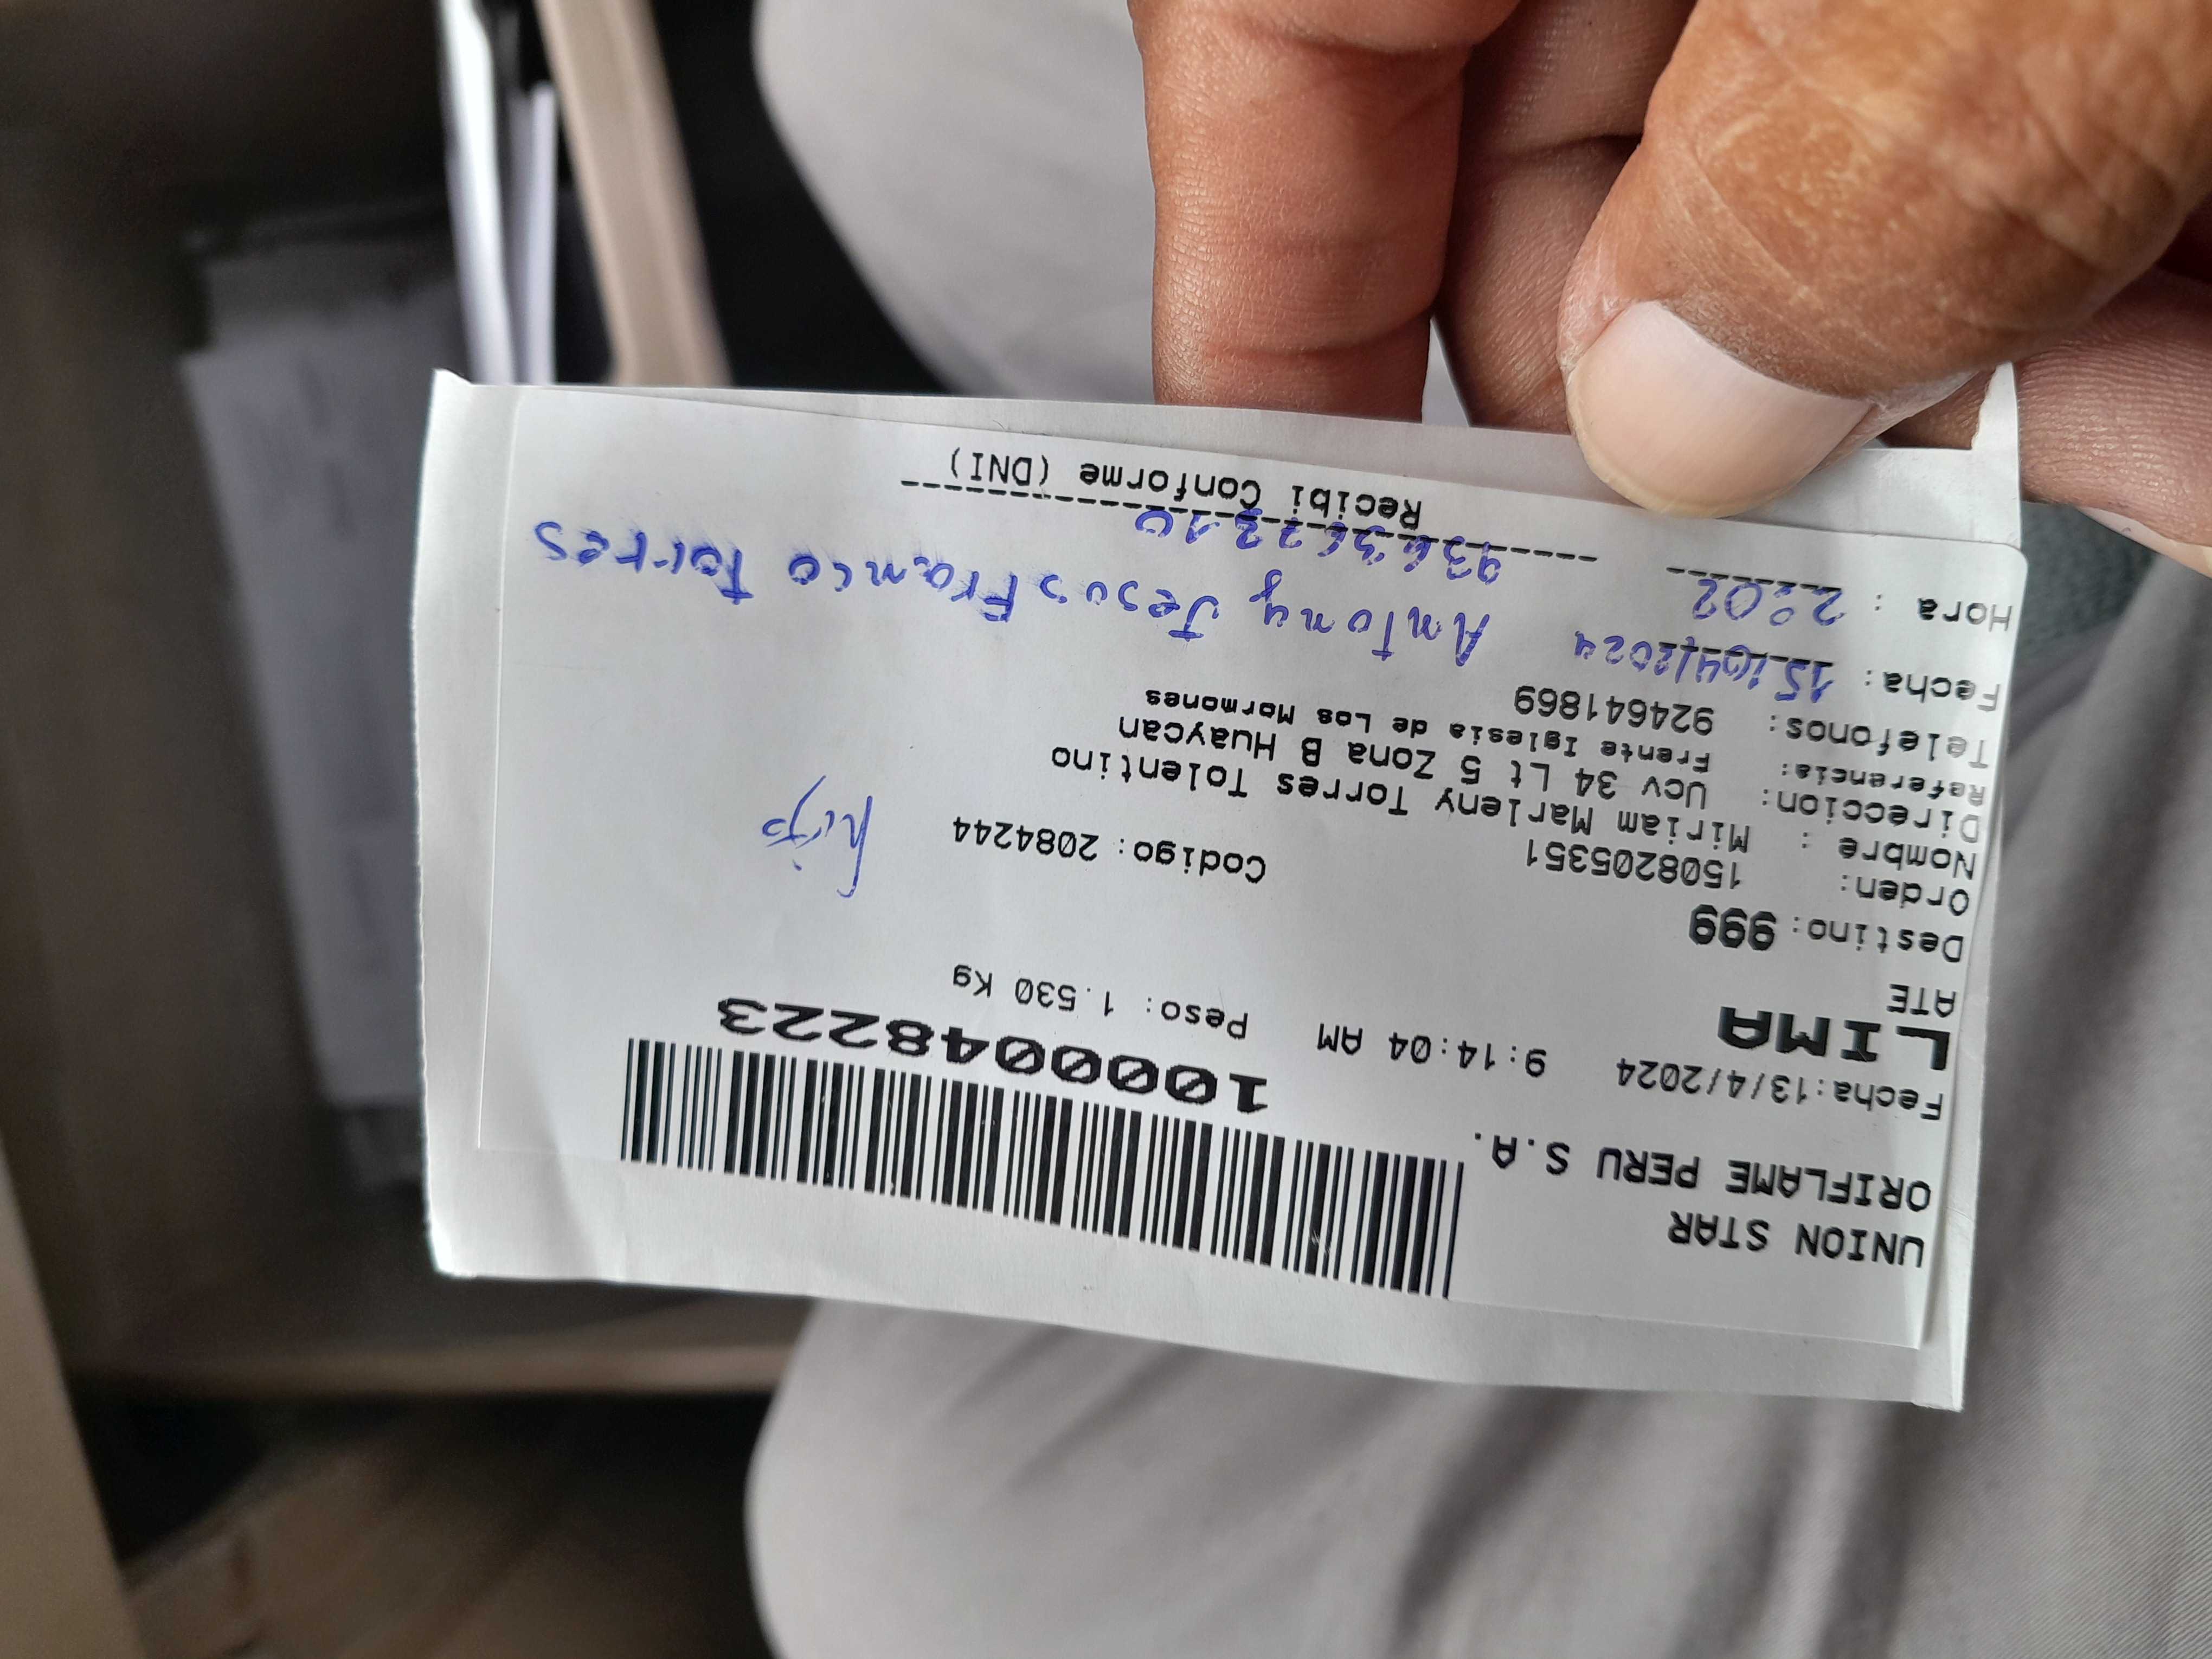 UNION STAR
ORIFLAME PERU S.A.
Fecha:13/4/2024 9:14:04 AM Peso: 1.530 Kg
10000048223
LIMA
ATE
Destino: 999
Orden: 1508205351 Codigo: 2084244
hijo
Nombre : Miriam Marleny Torres Tolentino
Direccion: Ucv 34 Lt 5 Zona B Huaycan
Referencia: Frente Iglesia de Los Mormones
Telefonos: 924641869
Fecha: 15/04/2024 Antony Jesus Franco Torres
Hora : 2:02
Recibi Conforme (DNI)